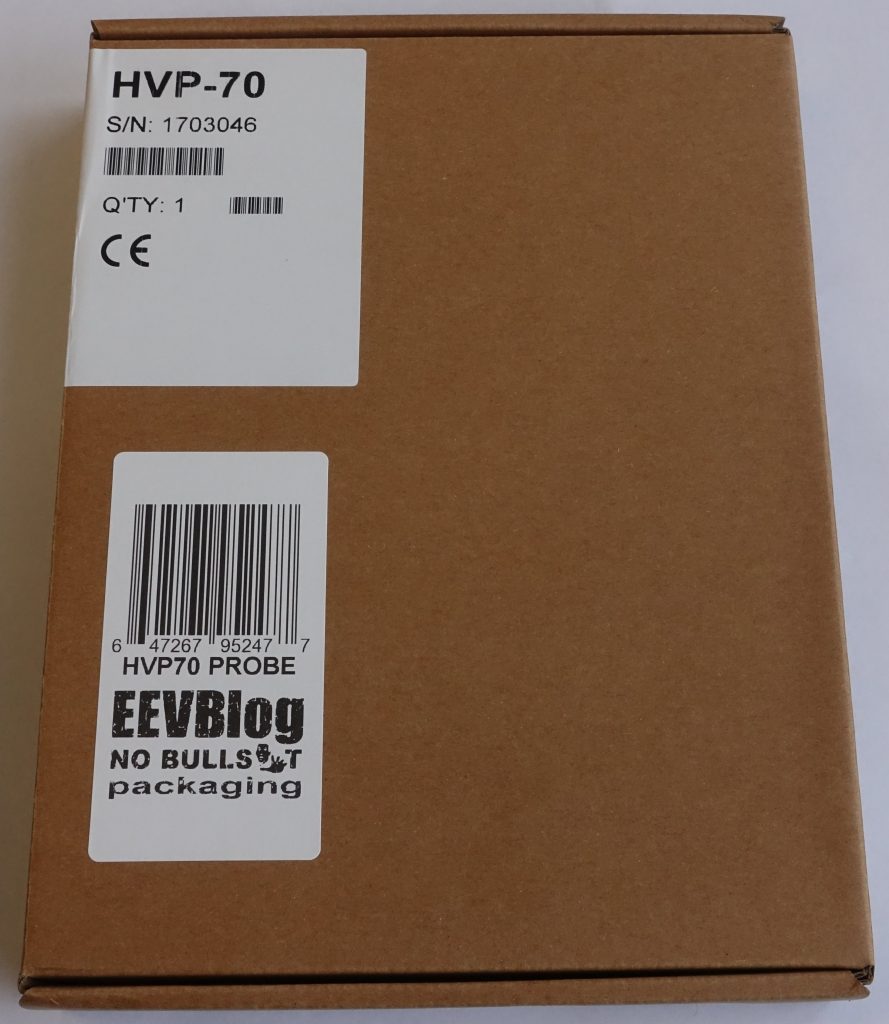 HVP-70
S/N: 1703046
Q'TY: 1
CE
6 47267 95247 7
HVP70 PROBE
EEVBlog
NO BULLS T
packaging